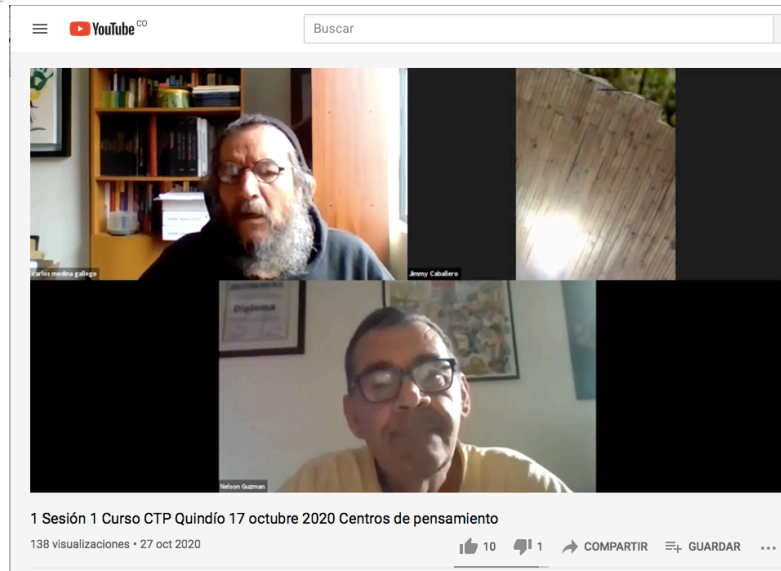 YouTube CO
Buscar
carlos medina gallego
Jimmy Caballero
Diploma
Nelson Guzman
1 Sesión 1 Curso CTP Quindío 17 octubre 2020 Centros de pensamiento
138 visualizaciones • 27 oct 2020
10 1 COMPARTIR GUARDAR